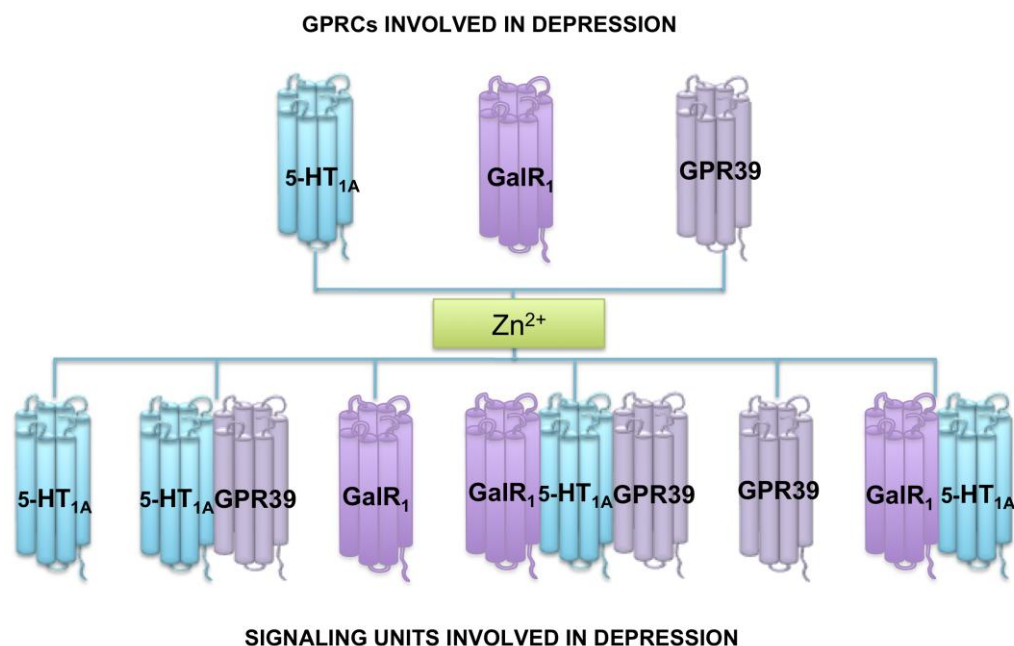 GPRCs INVOLVED IN DEPRESSION
5-HT1A GalR1 GPR39
Zn2+
5-HT1A 5-HT1A GPR39 GalR1 GalR1 5-HT1A GPR39 GPR39 GalR1 5-HT1A
SIGNALING UNITS INVOLVED IN DEPRESSION